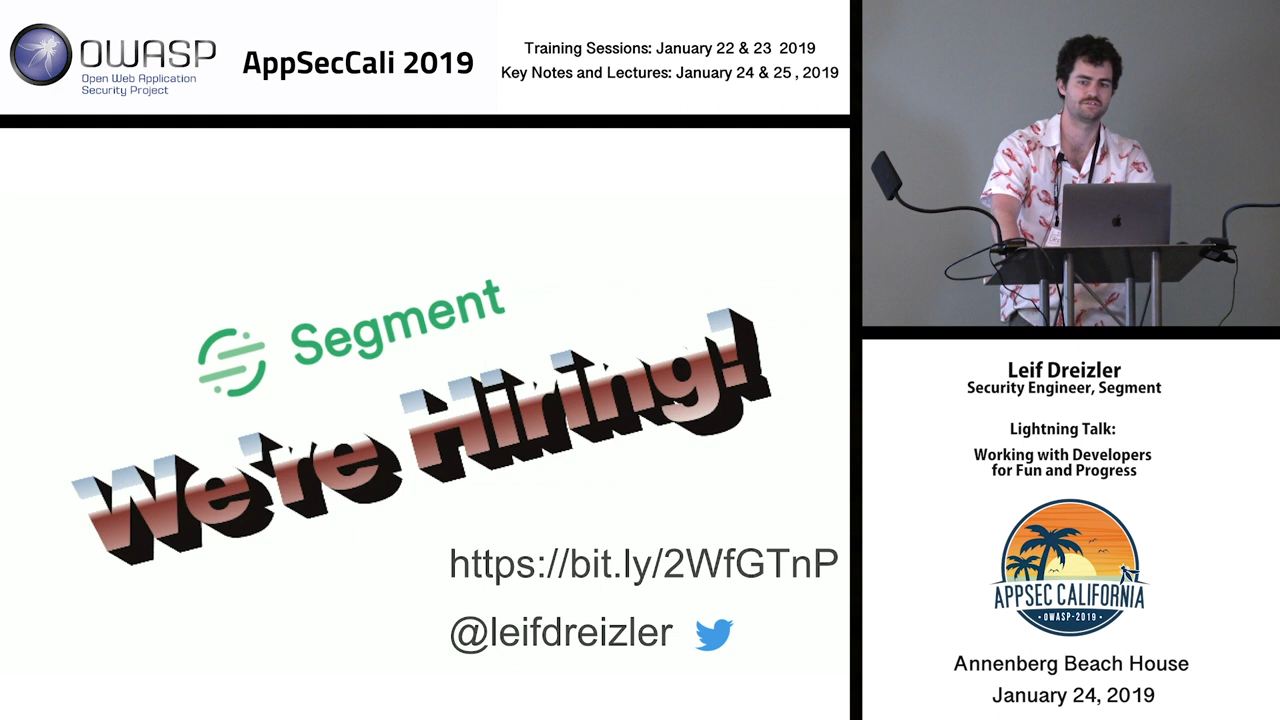 OWASP
Open Web Application
Security Project
AppSecCali 2019
Training Sessions: January 22 & 23 2019
Key Notes and Lectures: January 24 & 25 , 2019
Segment
We're Hiring!
https://bit.ly/2WfGTnP
@leifdreizler
Leif Dreizler
Security Engineer, Segment
Lightning Talk:
Working with Developers
for Fun and Progress
APPSEC CALIFORNIA
·OWASP-2019·
Annenberg Beach House
January 24, 2019